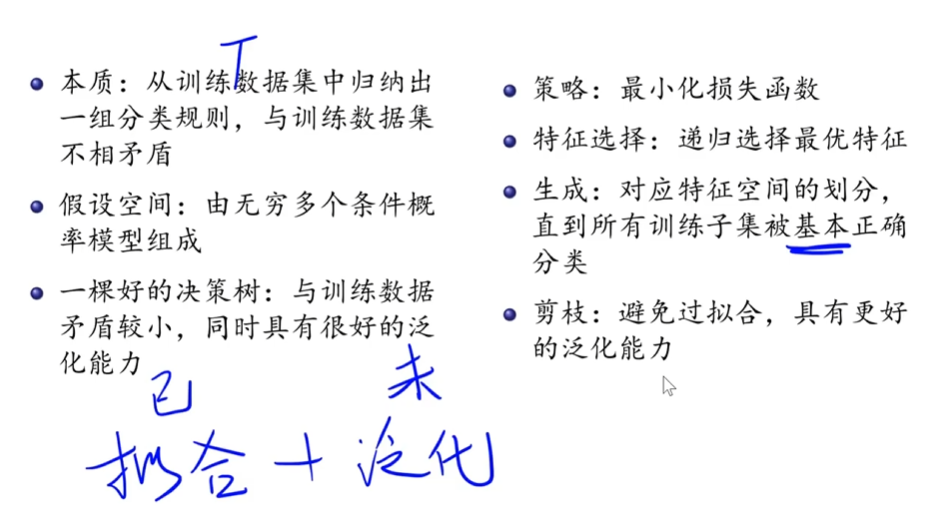 T
本质：从训练数据集中归纳出
一组分类规则，与训练数据集
不相矛盾
假设空间：由无穷多个条件概
率模型组成
一棵好的决策树：与训练数据
矛盾较小，同时具有很好的泛
化能力
已 未
拟合+泛化
策略：最小化损失函数
特征选择：递归选择最优特征
生成：对应特征空间的划分，
直到所有训练子集被基本正确
分类
剪枝：避免过拟合，具有更好
的泛化能力